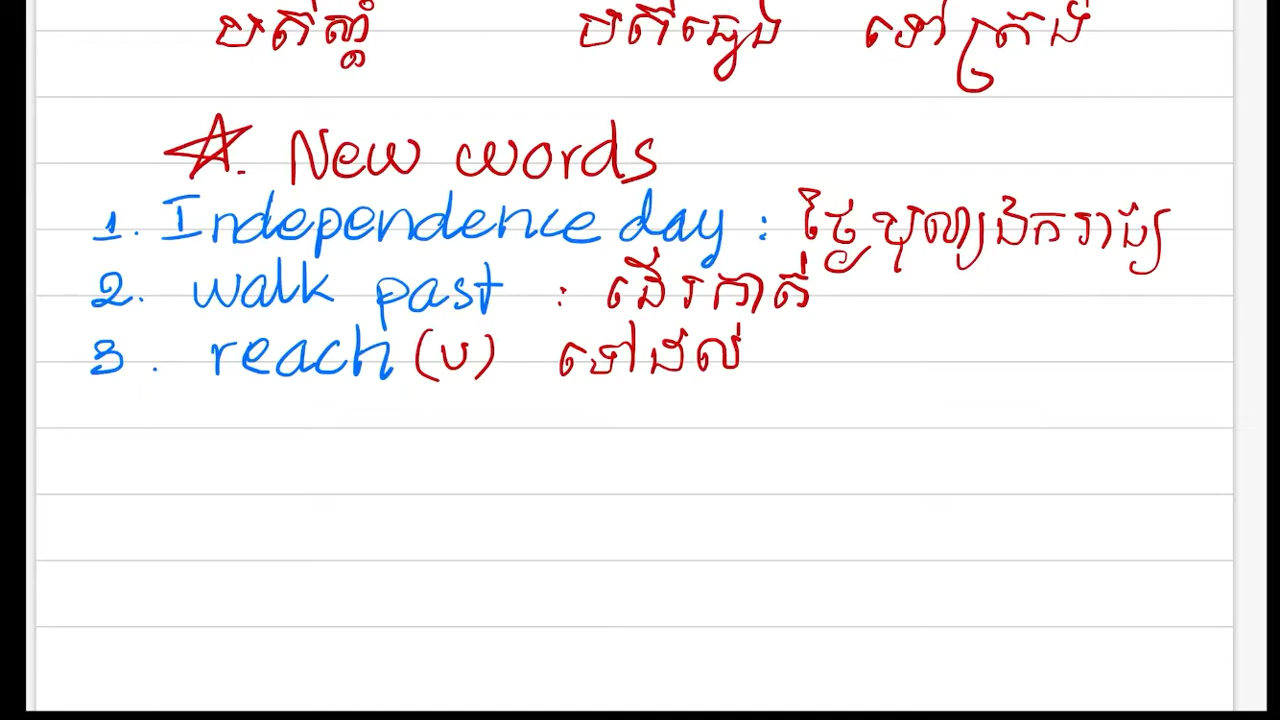 បត់ស្ដាំ បត់ឆ្វេង ទៅត្រង់
☆. New words
1. Independence day : ថ្ងៃបុណ្យឯករាជ្យ
2. walk past : ដើរកាត់
3. reach (v) ទៅដល់